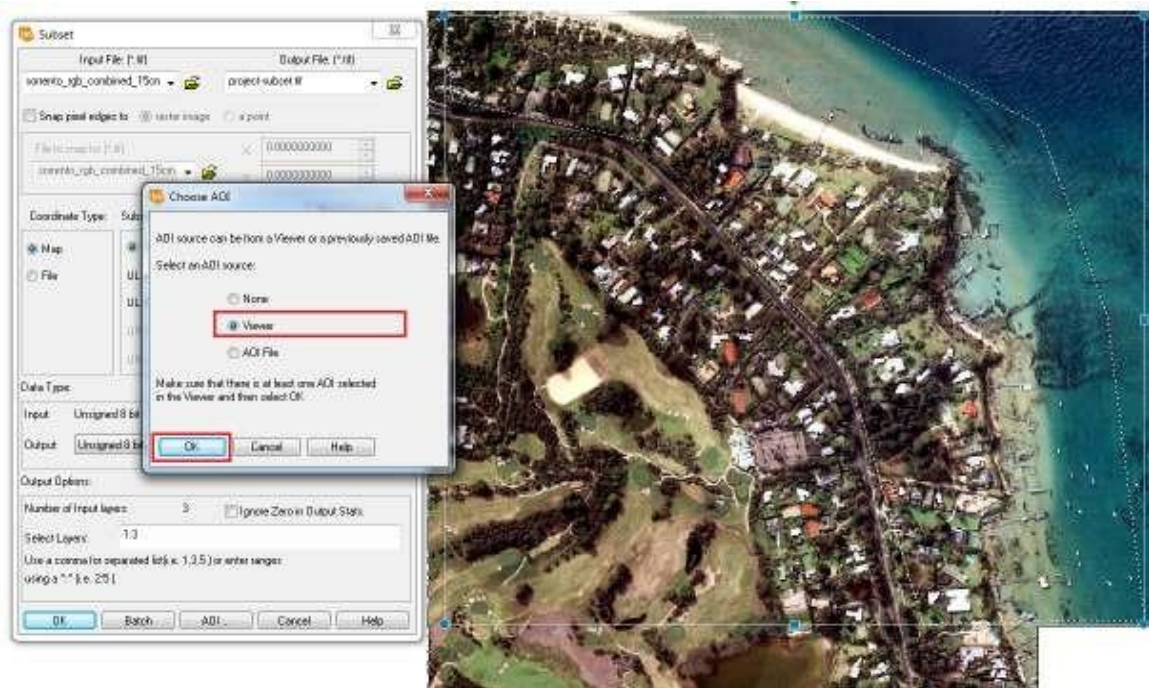 Subset
Input File: (*.tif) Output File: (*.tif)
sorrento_rgb_combined_15cm project-subset.tif
Snap pixel edges to raster image a point
File to snap to: (*.tif) X 0.0000000000
sorrento_rgb_combined_15cm 0.0000000000
Coordinate Type:
Map
File
UL
UL
Data Type:
Input: Unsigned 8 bit
Output: Unsigned 8 bit
Output Options:
Number of Input layers: 3 Ignore Zero in Output Stats.
Select Layers: 1:3
Use a comma for separated list(i.e. 1,3,5 ) or enter ranges
using a ":" (i.e. 2:5 ).
OK Batch AOI ... Cancel Help
Choose AOI
AOI source can be from a Viewer or a previously saved AOI file.
Select an AOI source:
None
Viewer
AOI File
Make sure that there is at least one AOI selected
in the Viewer and then select OK
OK Cancel Help